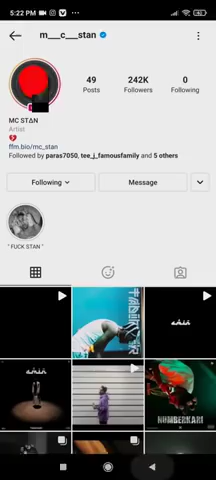 5:22 PM
m___c___stan
49 242K 0
Posts Followers Following
MC STΔN
Artist
💔
ffm.bio/mc_stan
Followed by paras7050, tee_j_famousfamily and 5 others
Following Message
" FUCK STAN "
NUMBERKARI